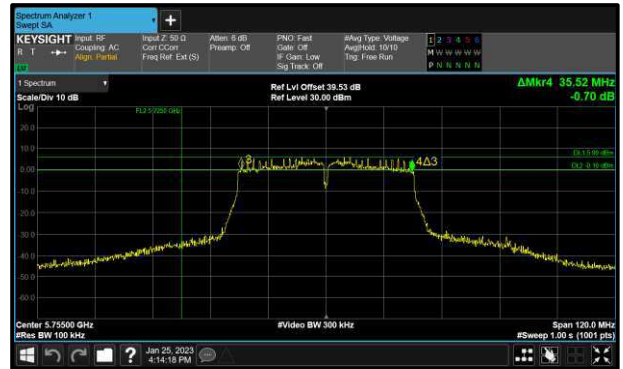 Spectrum Analyzer 1
Swept SA
+
KEYSIGHT
R T
LXI
Input: RF
Coupling: AC
Align: Partial
Input Z: 50 Ω
Corr CCorr
Freq Ref: Ext (S)
Atten: 6 dB
Preamp: Off
PNO: Fast
Gate: Off
IF Gain: Low
Sig Track: Off
#Avg Type: Voltage
Avg|Hold: 10/10
Trig: Free Run
1 2 3 4 5 6
M W W W W W
P N N N N N
1 Spectrum
Scale/Div 10 dB
Log
Ref Lvl Offset 39.53 dB
Ref Level 30.00 dBm
ΔMkr4 35.52 MHz
-0.70 dB
20.0
10.0
0.00
-10.0
-20.0
-30.0
-40.0
-50.0
-60.0
3
4Δ3
Center 5.75500 GHz
#Res BW 100 kHz
#Video BW 300 kHz
Span 120.0 MHz
#Sweep 1.00 s (1001 pts)
?
Jan 25, 2023
4:14:18 PM